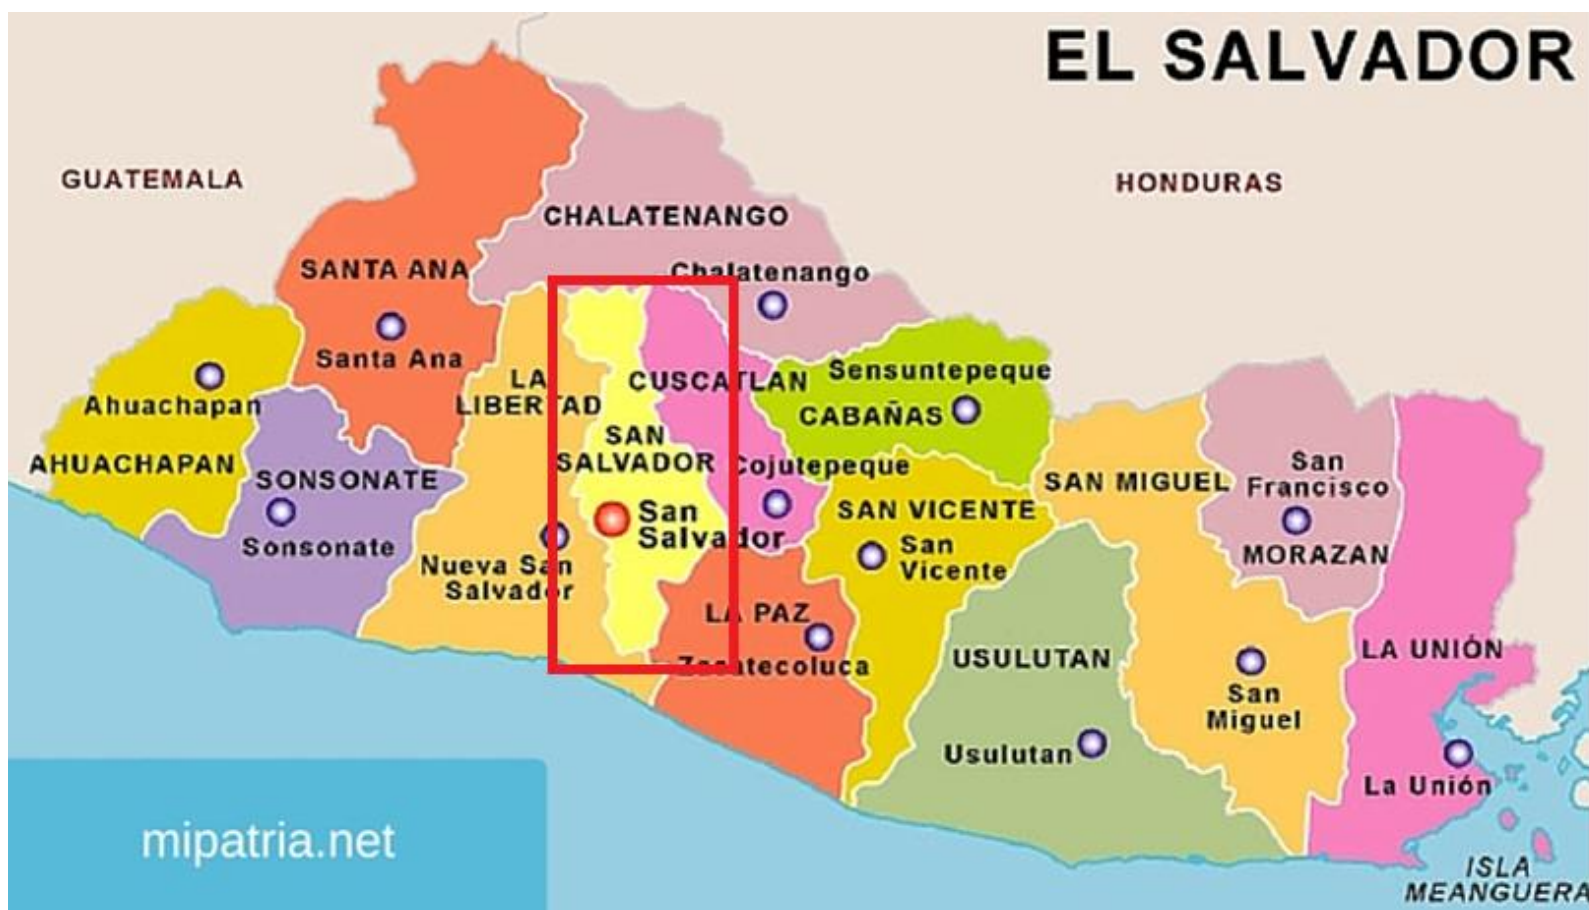 EL SALVADOR
GUATEMALA
HONDURAS
CHALATENANGO
Chalatenango
SANTA ANA
Santa Ana
Ahuachapan
AHUACHAPAN
SONSONATE
Sonsonate
LA
LIBERTAD
Nueva San
Salvador
CUSCATLAN
Cojutepeque
SAN
SALVADOR
San
Salvador
Sensuntepeque
CABAÑAS
SAN VICENTE
San
Vicente
LA PAZ
Zacatecoluca
USULUTAN
Usulutan
SAN MIGUEL
San
Miguel
San
Francisco
MORAZAN
LA UNIÓN
La Unión
ISLA
MEANGUERA
mipatria.net